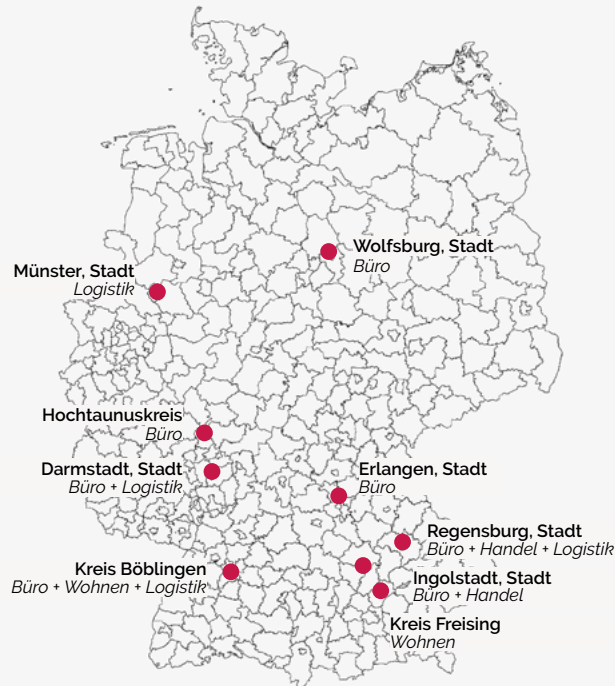 Wolfsburg, Stadt
Büro
Münster, Stadt
Logistik
Hochtaunuskreis
Büro
Darmstadt, Stadt
Büro + Logistik
Erlangen, Stadt
Büro
Regensburg, Stadt
Büro + Handel + Logistik
Kreis Böblingen
Büro + Wohnen + Logistik
Ingolstadt, Stadt
Büro + Handel
Kreis Freising
Wohnen